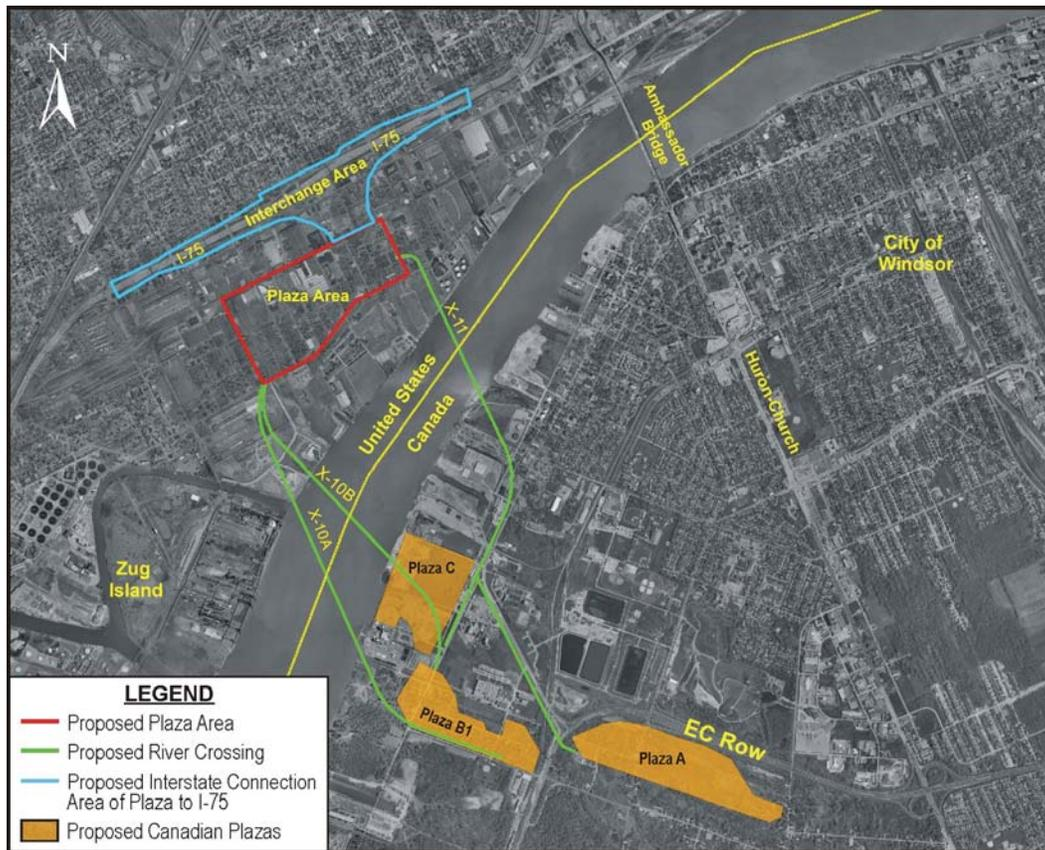 N
I-75
Interchange Area
I-75
Plaza Area
Ambassador
Bridge
City of
Windsor
X-11
United States
Canada
Huron-Church
X-10B
X-10A
Zug
Island
Plaza C
Plaza B1
Plaza A
EC Row
LEGEND
Proposed Plaza Area
Proposed River Crossing
Proposed Interstate Connection
Area of Plaza to I-75
Proposed Canadian Plazas